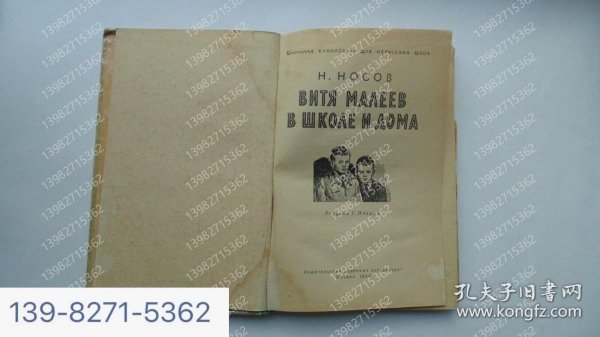 ШКОЛЬНАЯ БИБЛИОТЕКА ДЛЯ НЕРУССКИХ ШКОЛ
Н. НОСОВ
ВИТЯ МАЛЕЕВ
В ШКОЛЕ И ДОМА
139-8271-5362
13982715362
孔夫子旧书网
www.kongfz.com